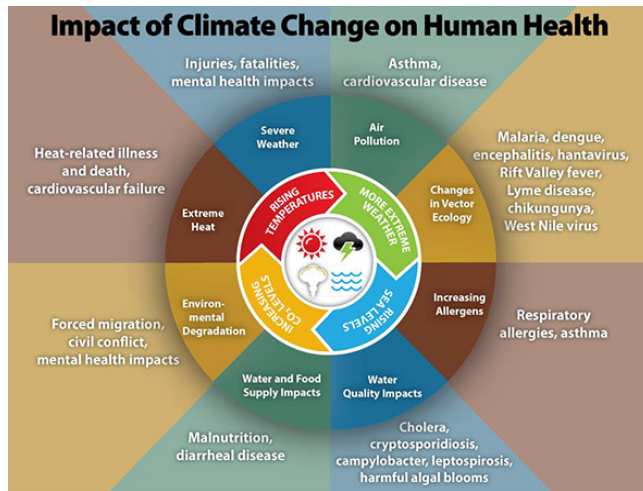 Impact of Climate Change on Human Health
Injuries, fatalities,
mental health impacts
Asthma,
cardiovascular disease
Severe
Weather
Air
Pollution
Heat-related illness
and death,
cardiovascular failure
Malaria, dengue,
encephalitis, hantavirus,
Rift Valley fever,
Lyme disease,
chikungunya,
West Nile virus
Extreme
Heat
RISING
TEMPERATURES
MORE EXTREME
WEATHER
Changes
in Vector
Ecology
Environ-
mental
Degradation
INCREASING
CO₂ LEVELS
RISING
SEA LEVELS
Increasing
Allergens
Forced migration,
civil conflict,
mental health impacts
Respiratory
allergies, asthma
Water and Food
Supply Impacts
Water
Quality Impacts
Malnutrition,
diarrheal disease
Cholera,
cryptosporidiosis,
campylobacter, leptospirosis,
harmful algal blooms